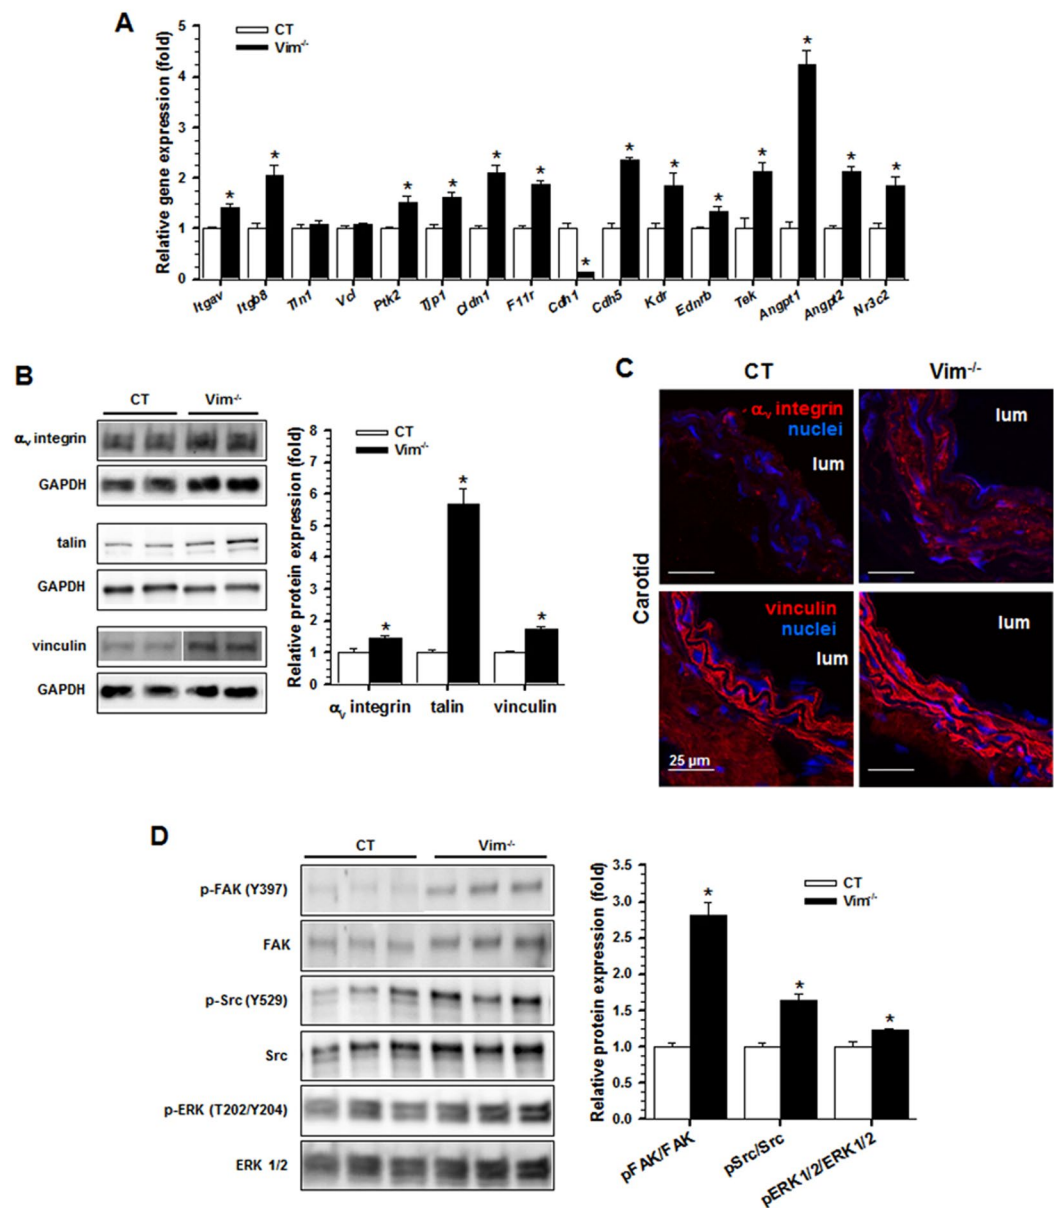 A
CT
Vim-/-
Relative gene expression (fold)
5
4
3
2
1
0
* * * * * * * * * * * * * *
Itgav Itgb8 Tln1 Vcl Ptk2 Tjp1 Cldn1 F11r Cdh1 Cdh5 Kdr Ednrb Tek Angpt1 Angpt2 Nr3c2
B
CT Vim-/-
αv integrin
GAPDH
talin
GAPDH
vinculin
GAPDH
CT
Vim-/-
Relative protein expression (fold)
8
7
6
5
4
3
2
1
0
* * *
αv integrin talin vinculin
C
CT Vim-/-
Carotid
αv integrin
nuclei
lum
lum
vinculin
nuclei
lum
25 µm
lum
D
CT Vim-/-
p-FAK (Y397)
FAK
p-Src (Y529)
Src
p-ERK (T202/Y204)
ERK 1/2
CT
Vim-/-
Relative protein expression (fold)
3.5
3.0
2.5
2.0
1.5
1.0
0.5
0.0
* * *
pFAK/FAK pSrc/Src pERK1/2/ERK1/2